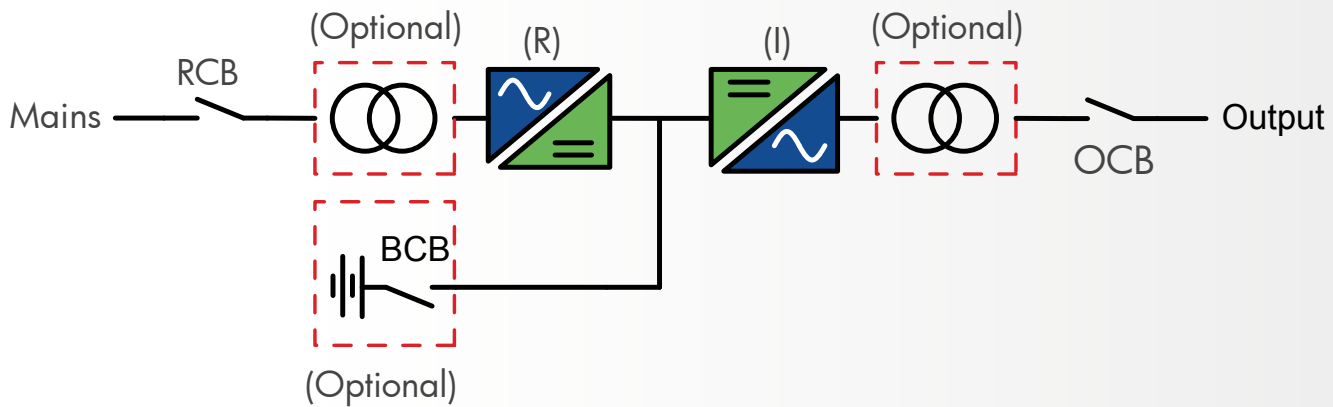 (Optional)
(R)
(I)
(Optional)
RCB
Mains
Output
OCB
BCB
(Optional)